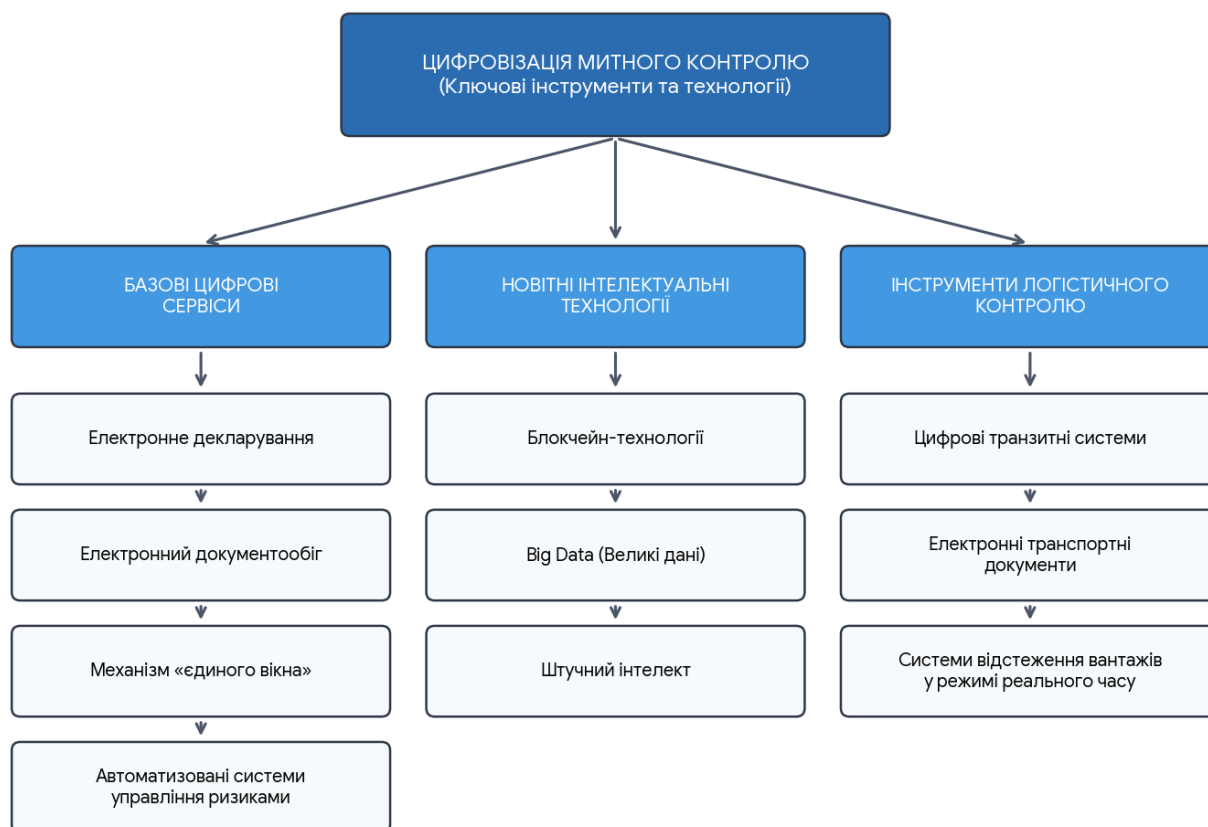 ЦИФРОВІЗАЦІЯ МИТНОГО КОНТРОЛЮ
(Ключові інструменти та технології)
БАЗОВІ ЦИФРОВІ
СЕРВІСИ
Електронне декларування
Електронний документообіг
Механізм «єдиного вікна»
Автоматизовані системи
управління ризиками
НОВІТНІ ІНТЕЛЕКТУАЛЬНІ
ТЕХНОЛОГІЇ
Блокчейн-технології
Big Data (Великі дані)
Штучний інтелект
ІНСТРУМЕНТИ ЛОГІСТИЧНОГО
КОНТРОЛЮ
Цифрові транзитні системи
Електронні транспортні
документи
Системи відстеження вантажів
у режимі реального часу